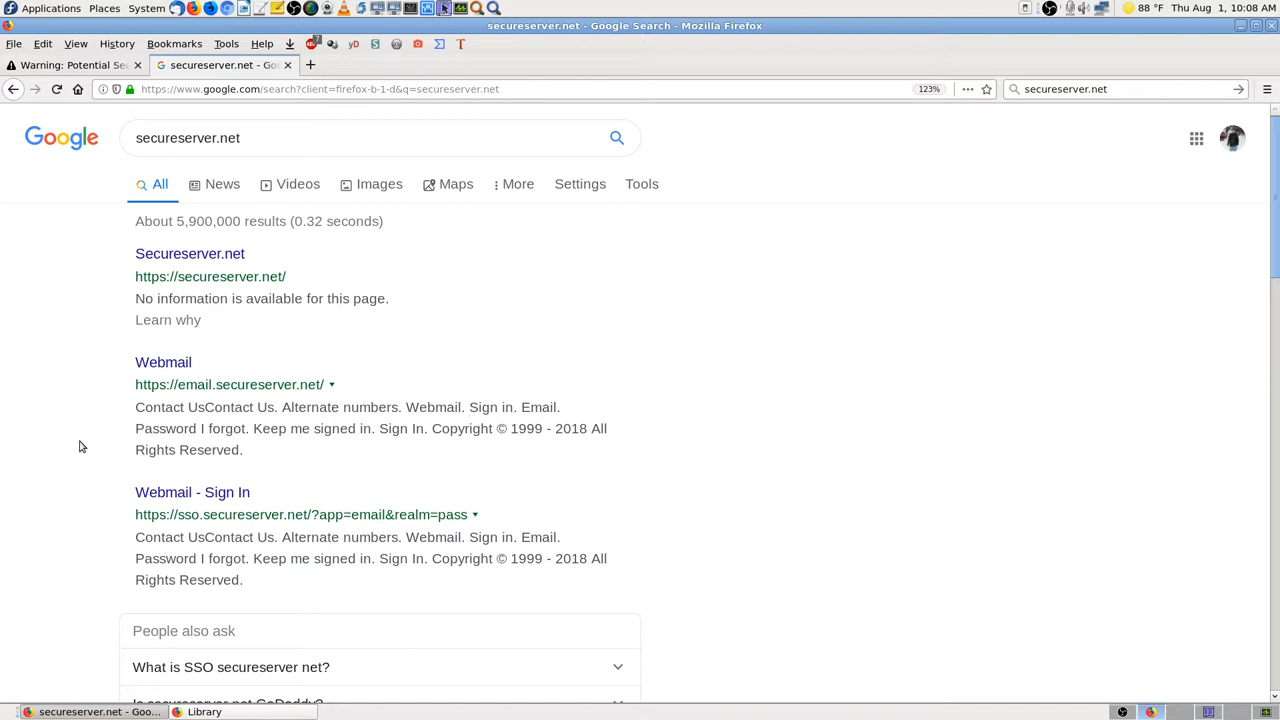 Applications Places System 88 °F Thu Aug 1, 10:08 AM
secureserver.net - Google Search - Mozilla Firefox
File Edit View History Bookmarks Tools Help 7 yD S Σ T
Warning: Potential Se × G secureserver.net - Goo × +
https://www.google.com/search?client=firefox-b-1-d&q=secureserver.net 123% secureserver.net
Google secureserver.net
All News Videos Images Maps More Settings Tools
About 5,900,000 results (0.32 seconds)
Secureserver.net
https://secureserver.net/
No information is available for this page.
Learn why
Webmail
https://email.secureserver.net/
Contact UsContact Us. Alternate numbers. Webmail. Sign in. Email.
Password I forgot. Keep me signed in. Sign In. Copyright © 1999 - 2018 All
Rights Reserved.
Webmail - Sign In
https://sso.secureserver.net/?app=email&realm=pass
Contact UsContact Us. Alternate numbers. Webmail. Sign in. Email.
Password I forgot. Keep me signed in. Sign In. Copyright © 1999 - 2018 All
Rights Reserved.
People also ask
What is SSO secureserver net?
Is secureserver.net GoDaddy?
secureserver.net - Goo... Library